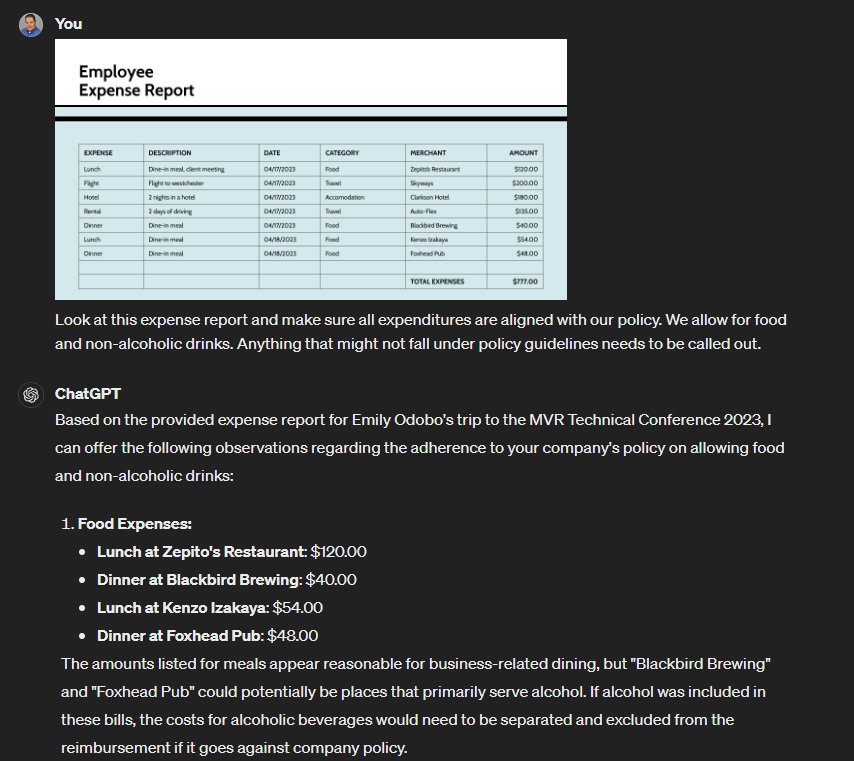 You
Employee
Expense Report
EXPENSE DESCRIPTION DATE CATEGORY MERCHANT AMOUNT
Lunch Dine-in meal, client meeting 04/17/2023 Food Zepito's Restaurant $120.00
Flight Flight to westchester 04/17/2023 Travel Skyways $200.00
Hotel 2 nights in a hotel 04/17/2023 Accomodation Clarkson Hotel $180.00
Rental 2 days of driving 04/17/2023 Travel Auto-Flex $135.00
Dinner Dine-in meal 04/17/2023 Food Blackbird Brewing $40.00
Lunch Dine-in meal 04/18/2023 Food Kenzo Izakaya $54.00
Dinner Dine-in meal 04/18/2023 Food Foxhead Pub $48.00
TOTAL EXPENSES $777.00
Look at this expense report and make sure all expenditures are aligned with our policy. We allow for food
and non-alcoholic drinks. Anything that might not fall under policy guidelines needs to be called out.
ChatGPT
Based on the provided expense report for Emily Odobo's trip to the MVR Technical Conference 2023, I
can offer the following observations regarding the adherence to your company's policy on allowing food
and non-alcoholic drinks:
1. Food Expenses:
• Lunch at Zepito's Restaurant: $120.00
• Dinner at Blackbird Brewing: $40.00
• Lunch at Kenzo Izakaya: $54.00
• Dinner at Foxhead Pub: $48.00
The amounts listed for meals appear reasonable for business-related dining, but "Blackbird Brewing"
and "Foxhead Pub" could potentially be places that primarily serve alcohol. If alcohol was included in
these bills, the costs for alcoholic beverages would need to be separated and excluded from the
reimbursement if it goes against company policy.